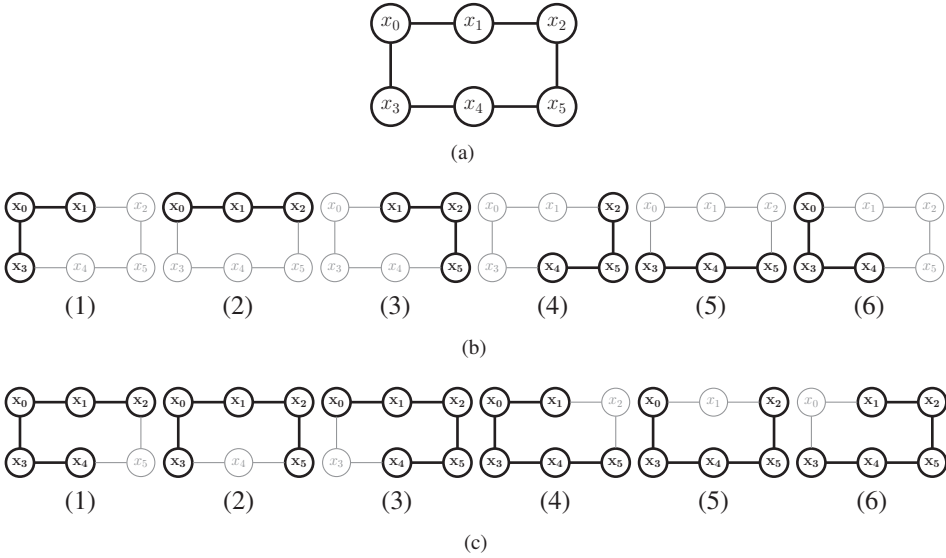 x₀ x₁ x₂
x₃ x₄ x₅
(a)
x₀ x₁ x₂ x₀ x₁ x₂ x₀ x₁ x₂ x₀ x₁ x₂ x₀ x₁ x₂ x₀ x₁ x₂
x₃ x₄ x₅ x₃ x₄ x₅ x₃ x₄ x₅ x₃ x₄ x₅ x₃ x₄ x₅ x₃ x₄ x₅
(1) (2) (3) (4) (5) (6)
(b)
x₀ x₁ x₂ x₀ x₁ x₂ x₀ x₁ x₂ x₀ x₁ x₂ x₀ x₁ x₂ x₀ x₁ x₂
x₃ x₄ x₅ x₃ x₄ x₅ x₃ x₄ x₅ x₃ x₄ x₅ x₃ x₄ x₅ x₃ x₄ x₅
(1) (2) (3) (4) (5) (6)
(c)